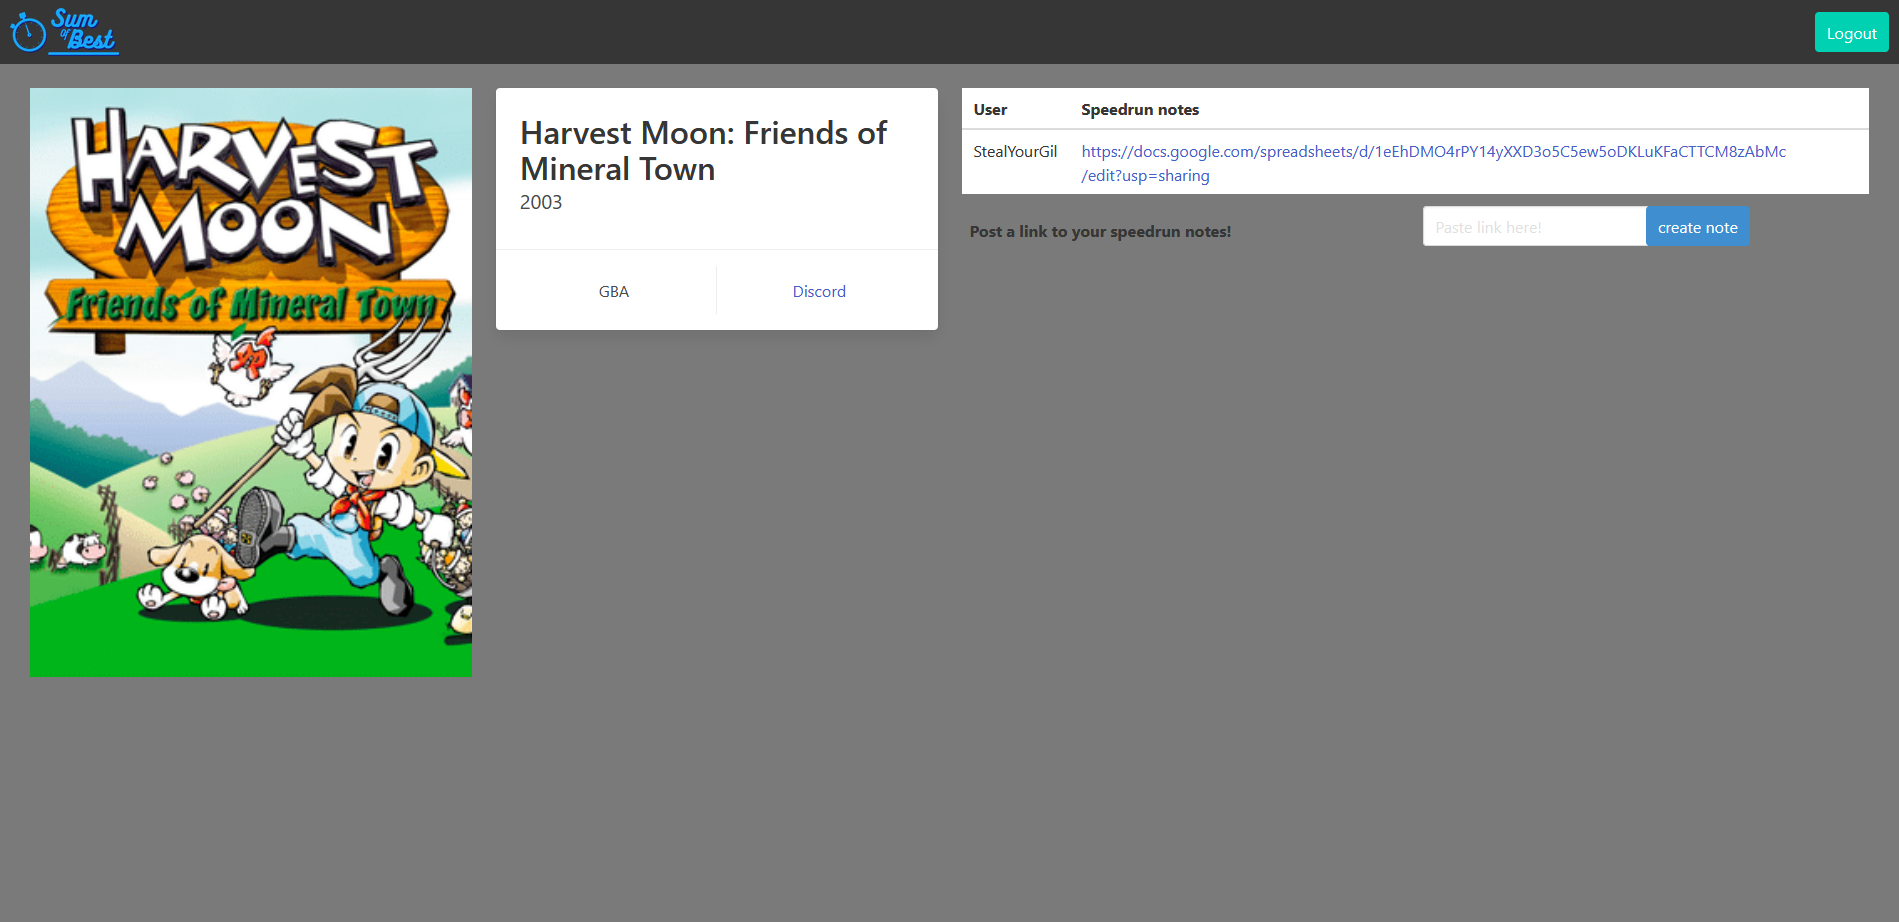 Sum
of Best
Logout
HARVEST
MOON
Friends of Mineral Town
Harvest Moon: Friends of
Mineral Town
2003
GBA
Discord
User
Speedrun notes
StealYourGil
https://docs.google.com/spreadsheets/d/1eEhDMO4rPY14yXXD3o5C5ew5oDKLuKFaCTTCM8zAbMc
/edit?usp=sharing
Post a link to your speedrun notes!
Paste link here!
create note